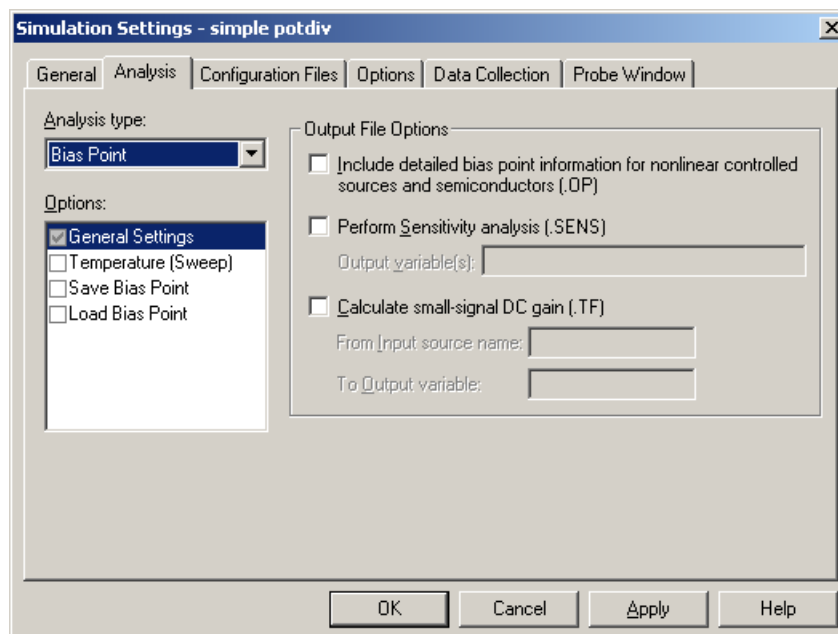 Simulation Settings - simple potdiv
General Analysis Configuration Files Options Data Collection Probe Window
Analysis type:
Bias Point
Options:
General Settings
Temperature (Sweep)
Save Bias Point
Load Bias Point
Output File Options
Include detailed bias point information for nonlinear controlled
sources and semiconductors (.OP)
Perform Sensitivity analysis (.SENS)
Output variable(s):
Calculate small-signal DC gain (.TF)
From Input source name:
To Output variable:
OK Cancel Apply Help